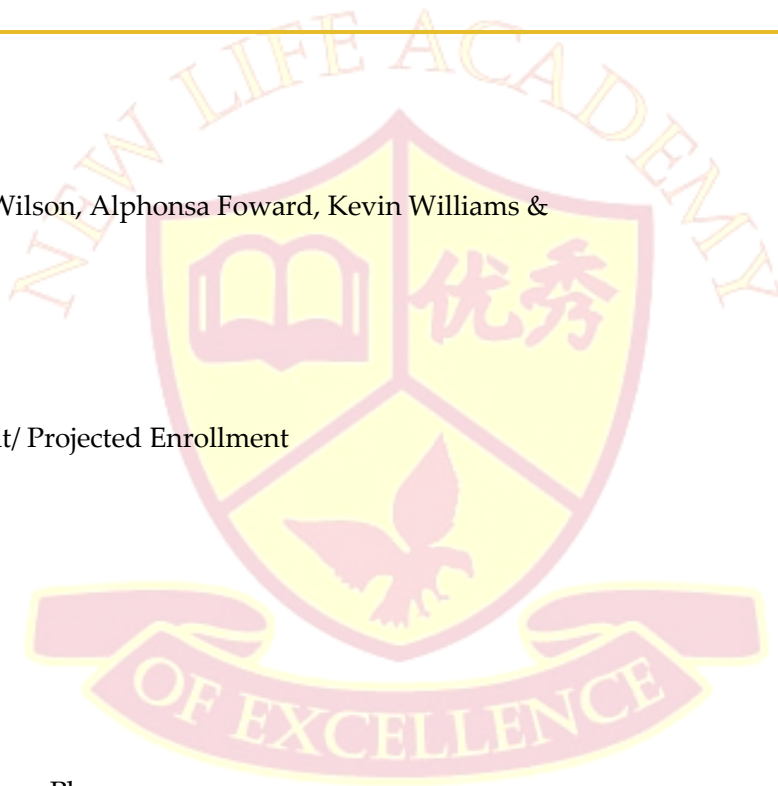 NEW LIFE ACADEMY
Wilson, Alphonsa Foward, Kevin Williams &
优秀
t/ Projected Enrollment
OF EXCELLENCE